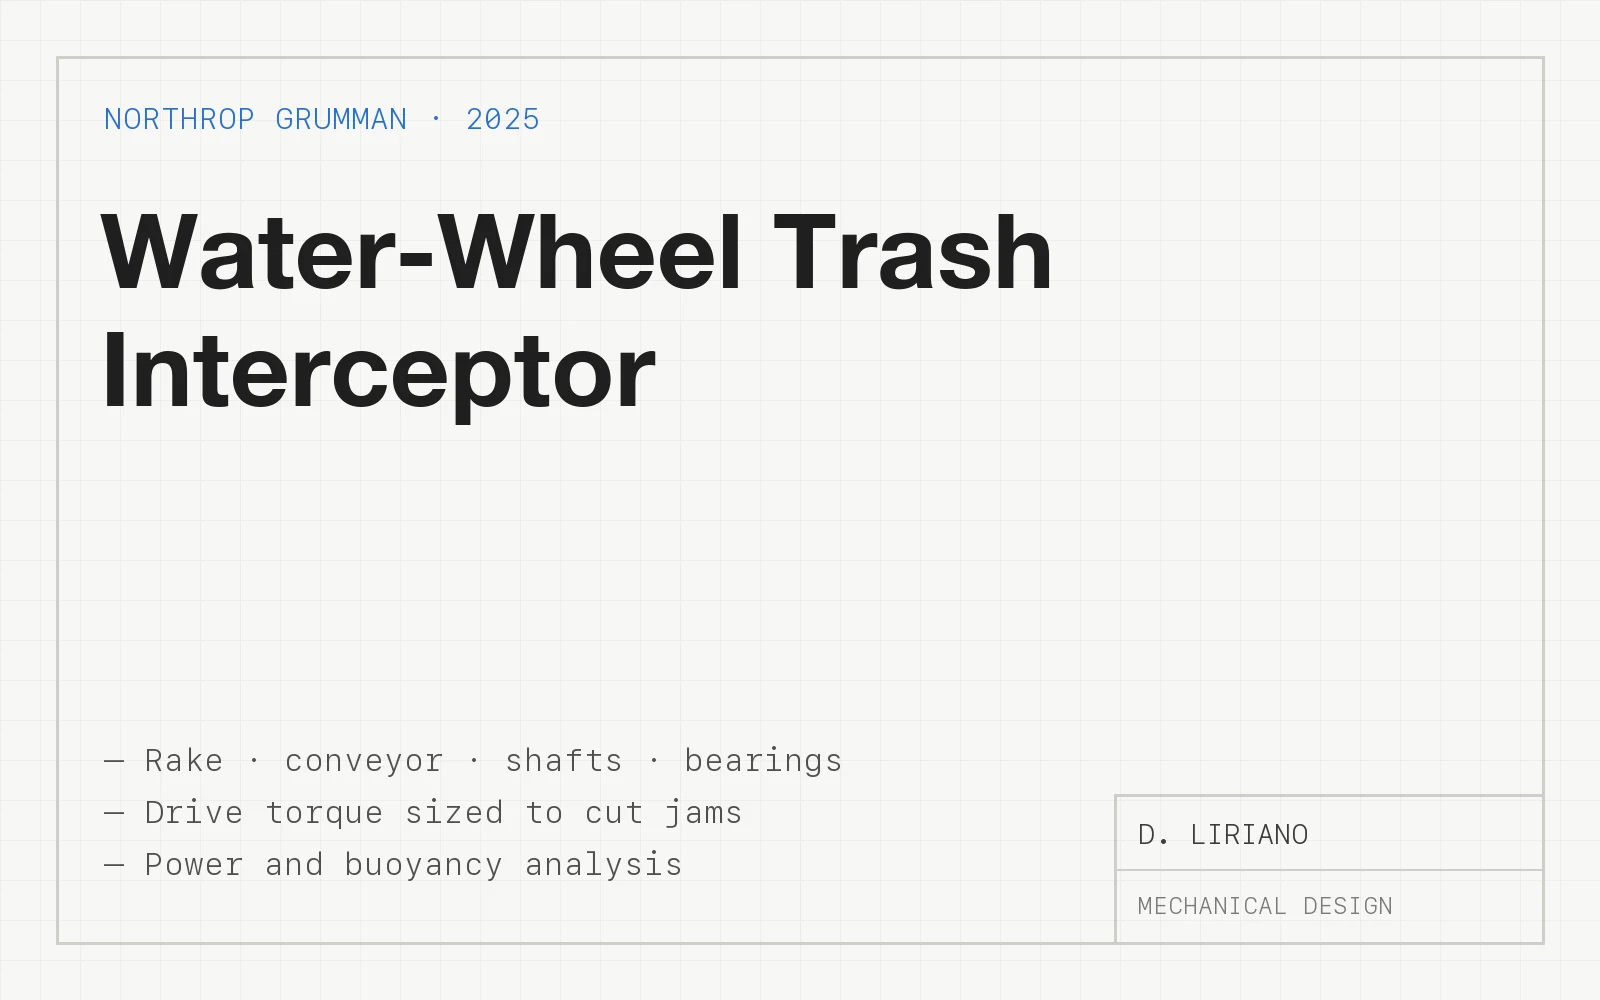 NORTHROP GRUMMAN · 2025
Water-Wheel Trash
Interceptor
— Rake · conveyor · shafts · bearings
— Drive torque sized to cut jams
— Power and buoyancy analysis
D. LIRIANO
MECHANICAL DESIGN